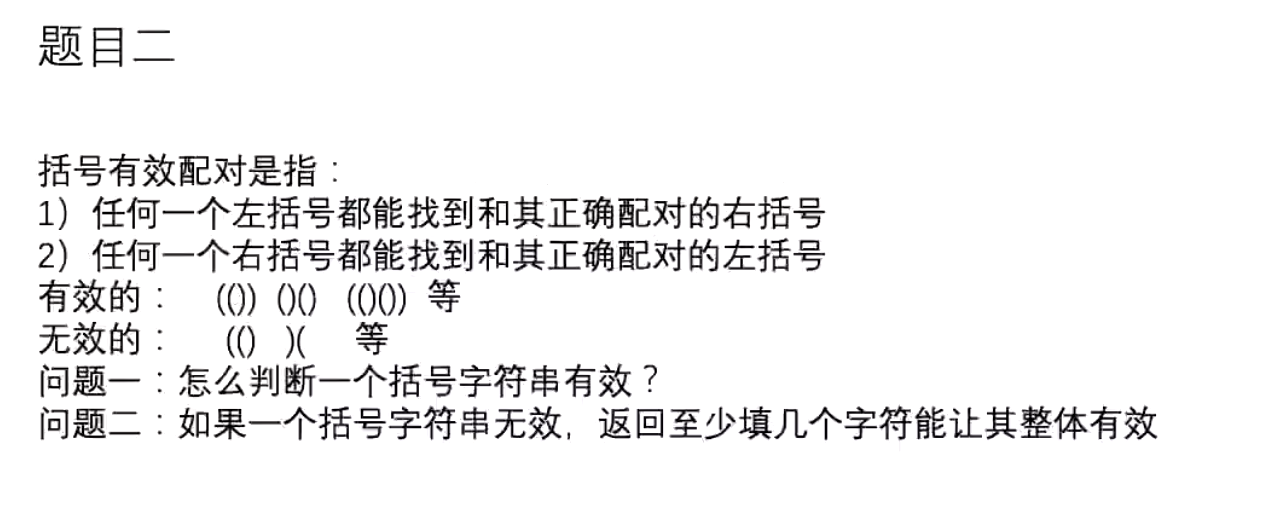 题目二
括号有效配对是指：
1）任何一个左括号都能找到和其正确配对的右括号
2）任何一个右括号都能找到和其正确配对的左括号
有效的： (()) ()() (()()) 等
无效的： (() )( 等
问题一：怎么判断一个括号字符串有效？
问题二：如果一个括号字符串无效，返回至少填几个字符能让其整体有效